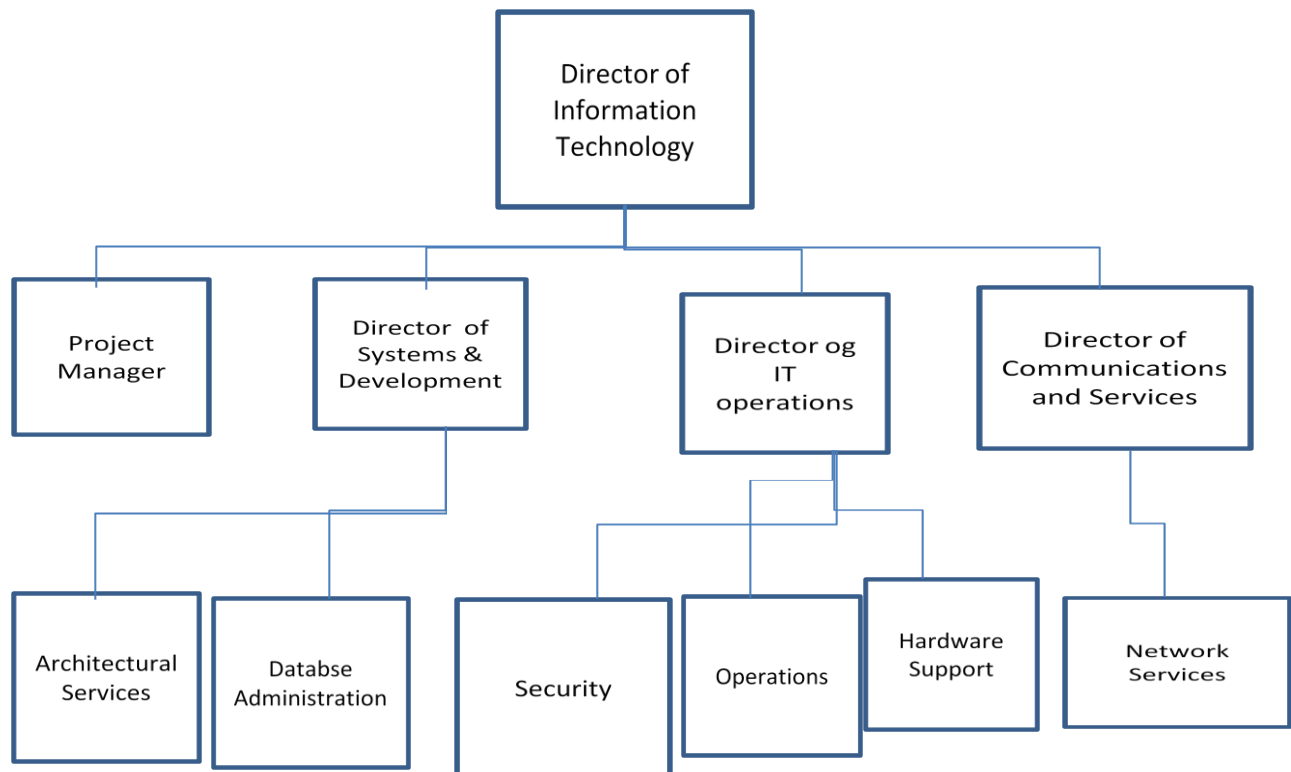 Director of
Information
Technology
Project
Manager
Director of
Systems &
Development
Director og
IT
operations
Director of
Communications
and Services
Architectural
Services
Databse
Administration
Security
Operations
Hardware
Support
Network
Services